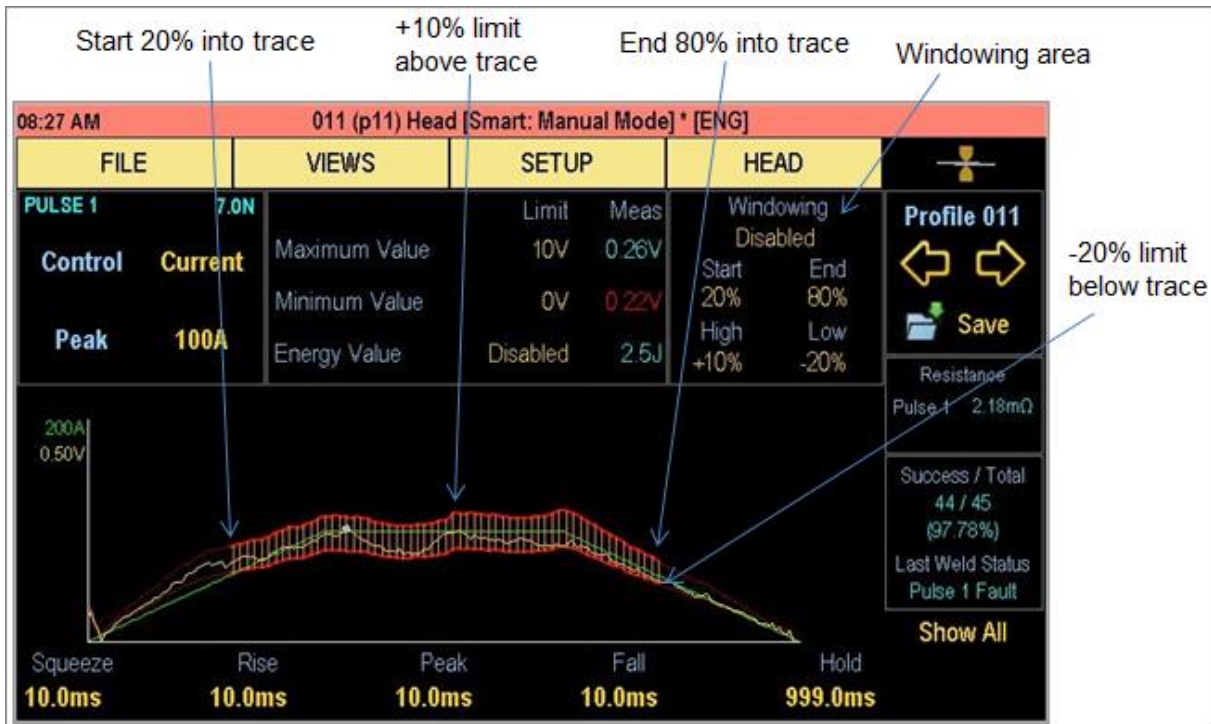 Start 20% into trace
+10% limit
above trace
End 80% into trace
Windowing area
08:27 AM 011 (p11) Head [Smart: Manual Mode] * [ENG]
FILE VIEWS SETUP HEAD
PULSE 1 7.0N
Control Current
Peak 100A
Limit Meas
Maximum Value 10V 0.26V
Minimum Value 0V 0.22V
Energy Value Disabled 2.5J
Windowing
Disabled
Start End
20% 80%
High Low
+10% -20%
Profile 011
Save
-20% limit
below trace
Resistance
Pulse 1 2.18mΩ
200A
0.50V
Success / Total
44 / 45
(97.78%)
Last Weld Status
Pulse 1 Fault
Show All
Squeeze Rise Peak Fall Hold
10.0ms 10.0ms 10.0ms 10.0ms 999.0ms